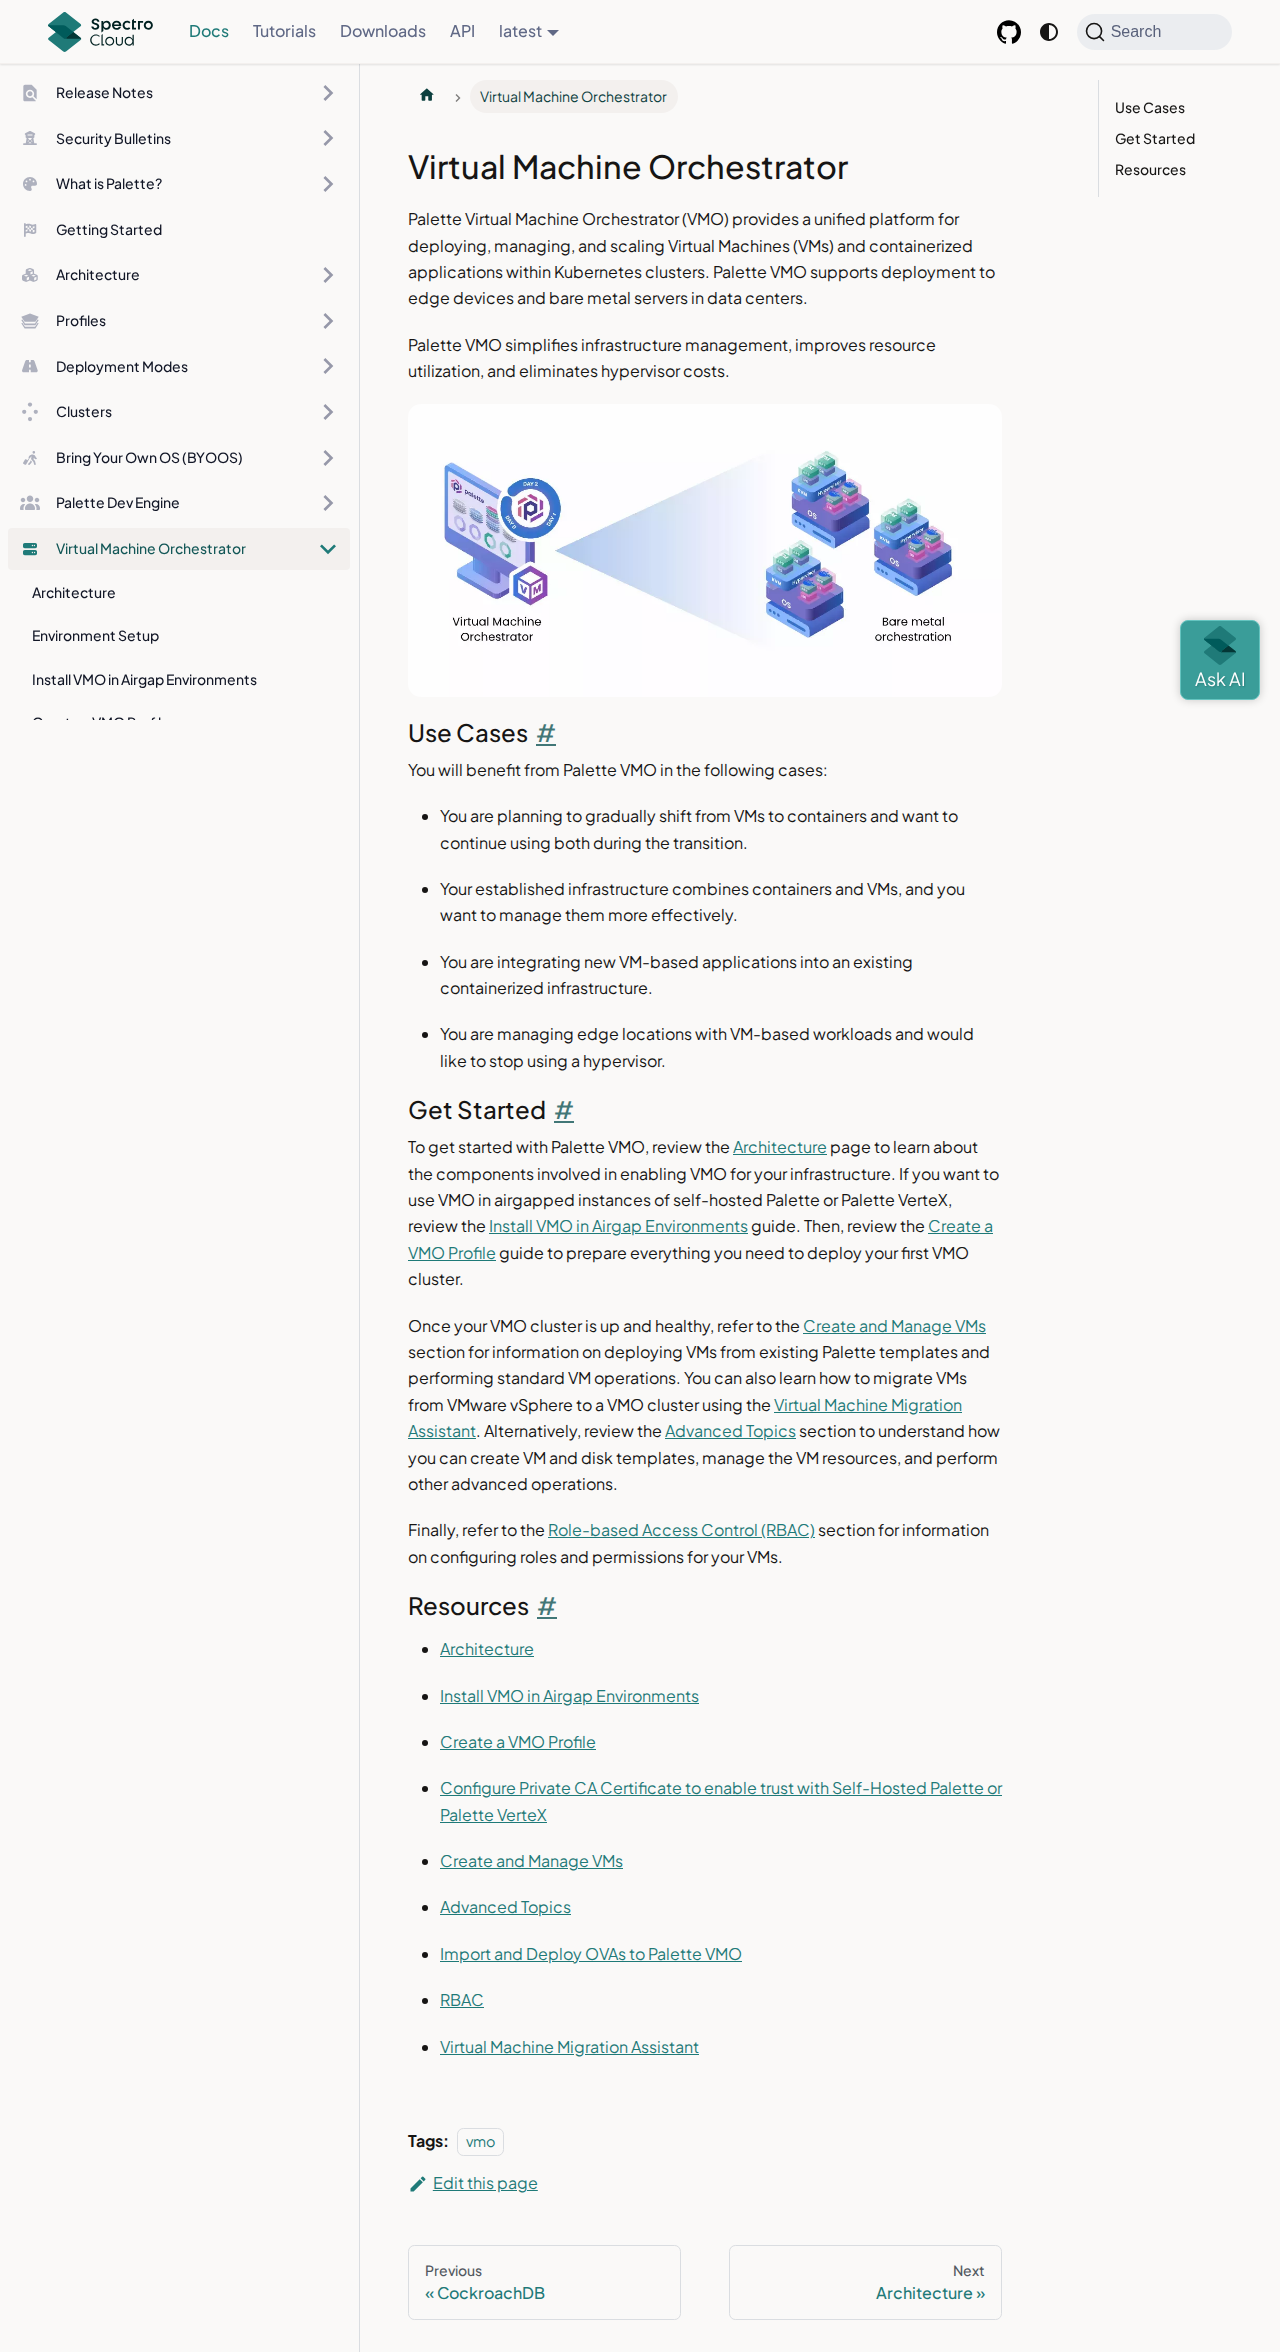 Spectro
Cloud
Docs
Tutorials
Downloads
API
latest
Search
Release Notes
Security Bulletins
What is Palette?
Getting Started
Architecture
Profiles
Deployment Modes
Clusters
Bring Your Own OS (BYOOS)
Palette Dev Engine
Virtual Machine Orchestrator
Architecture
Environment Setup
Install VMO in Airgap Environments
Virtual Machine Orchestrator
Virtual Machine Orchestrator
Palette Virtual Machine Orchestrator (VMO) provides a unified platform for
deploying, managing, and scaling Virtual Machines (VMs) and containerized
applications within Kubernetes clusters. Palette VMO supports deployment to
edge devices and bare metal servers in data centers.
Palette VMO simplifies infrastructure management, improves resource
utilization, and eliminates hypervisor costs.
palette
DAY 2
DAY 0
DAY 1
VM
Virtual Machine
Orchestrator
OS
OS
OS
Bare metal
orchestration
Use Cases #
You will benefit from Palette VMO in the following cases:
• You are planning to gradually shift from VMs to containers and want to
continue using both during the transition.
• Your established infrastructure combines containers and VMs, and you
want to manage them more effectively.
• You are integrating new VM-based applications into an existing
containerized infrastructure.
• You are managing edge locations with VM-based workloads and would
like to stop using a hypervisor.
Get Started #
To get started with Palette VMO, review the Architecture page to learn about
the components involved in enabling VMO for your infrastructure. If you want to
use VMO in airgapped instances of self-hosted Palette or Palette VerteX,
review the Install VMO in Airgap Environments guide. Then, review the Create a
VMO Profile guide to prepare everything you need to deploy your first VMO
cluster.
Once your VMO cluster is up and healthy, refer to the Create and Manage VMs
section for information on deploying VMs from existing Palette templates and
performing standard VM operations. You can also learn how to migrate VMs
from VMware vSphere to a VMO cluster using the Virtual Machine Migration
Assistant. Alternatively, review the Advanced Topics section to understand how
you can create VM and disk templates, manage the VM resources, and perform
other advanced operations.
Finally, refer to the Role-based Access Control (RBAC) section for information
on configuring roles and permissions for your VMs.
Resources #
• Architecture
• Install VMO in Airgap Environments
• Create a VMO Profile
• Configure Private CA Certificate to enable trust with Self-Hosted Palette or
Palette VerteX
• Create and Manage VMs
• Advanced Topics
• Import and Deploy OVAs to Palette VMO
• RBAC
• Virtual Machine Migration Assistant
Tags: vmo
Edit this page
Previous
« CockroachDB
Next
Architecture »
Use Cases
Get Started
Resources
Ask AI